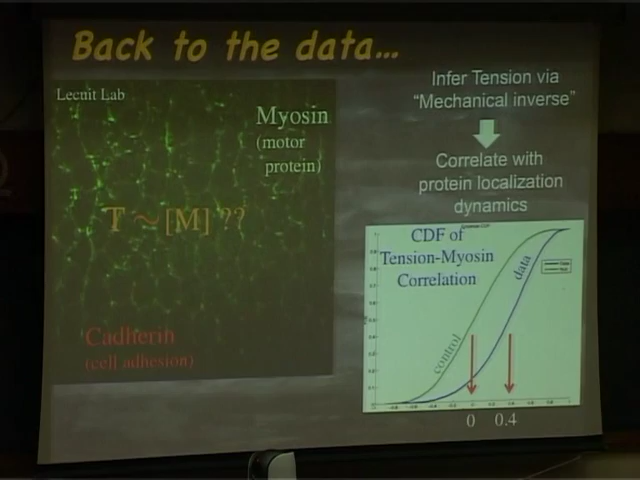 Back to the data...
Lecuit Lab
Myosin
(motor
protein)
T ~ [M] ??
Cadherin
(cell adhesion)
Infer Tension via
"Mechanical inverse"
Correlate with
protein localization
dynamics
CDF of
Tension-Myosin
Correlation
data
control
0 0.4